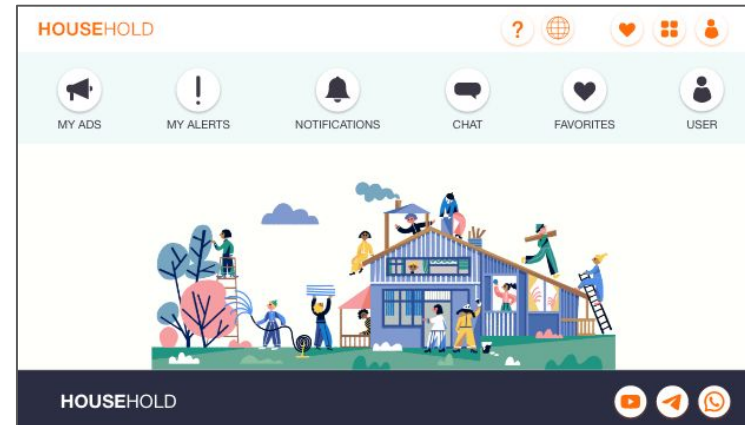 HOUSEHOLD
?
MY ADS
MY ALERTS
NOTIFICATIONS
CHAT
FAVORITES
USER
HOUSEHOLD